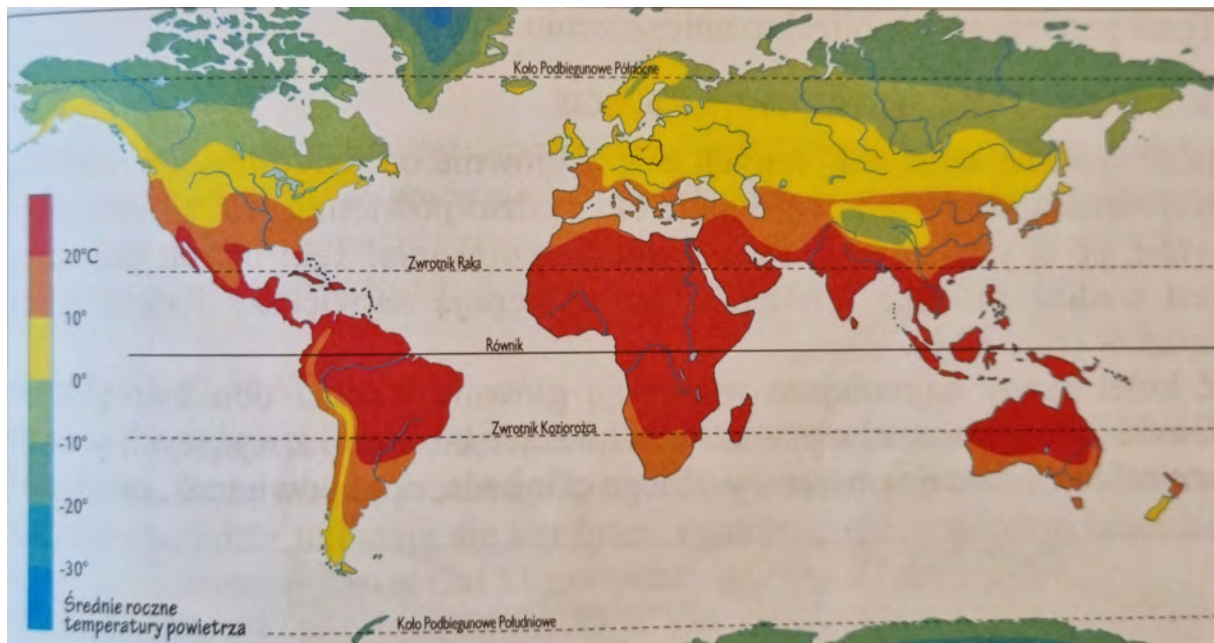 Koło Podbiegunowe Północne
20°C
Zwrotnik Raka
10°
Równik
0°
Zwrotnik Koziorożca
-10°
-20°
-30°
Średnie roczne
temperatury powietrza
Koło Podbiegunowe Południowe